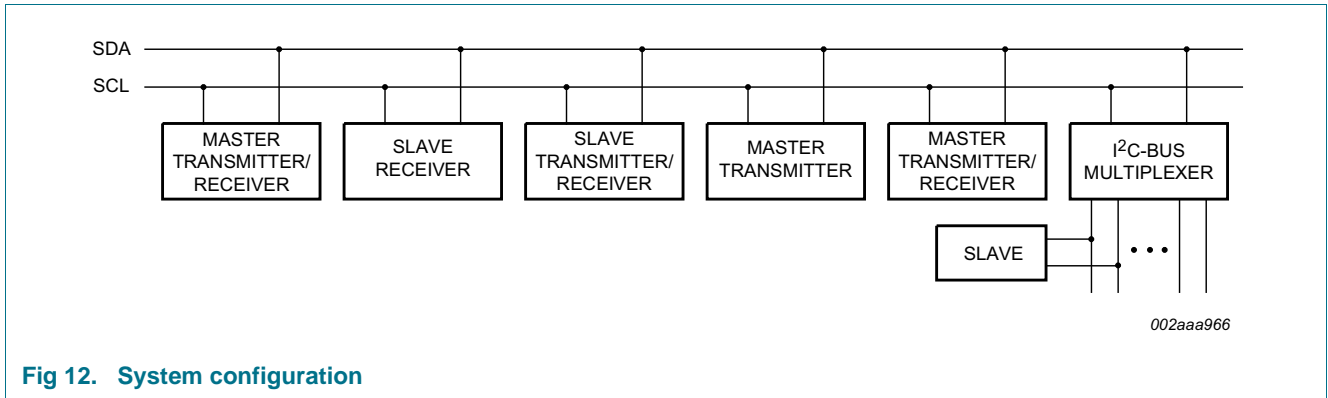 SDA
SCL
MASTER
TRANSMITTER/
RECEIVER
SLAVE
RECEIVER
SLAVE
TRANSMITTER/
RECEIVER
MASTER
TRANSMITTER
MASTER
TRANSMITTER/
RECEIVER
I²C-BUS
MULTIPLEXER
SLAVE
002aaa966
Fig 12. System configuration